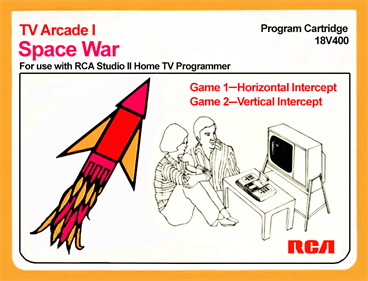 TV Arcade I
Space War
For use with RCA Studio II Home TV Programmer
Program Cartridge
18V400
Game 1—Horizontal Intercept
Game 2—Vertical Intercept
RCA